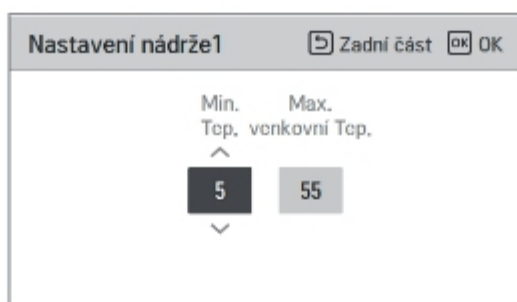 Nastavení nádrže1 Zadní část OK OK
Min. Max.
Tep. venkovní Tep.
5 55